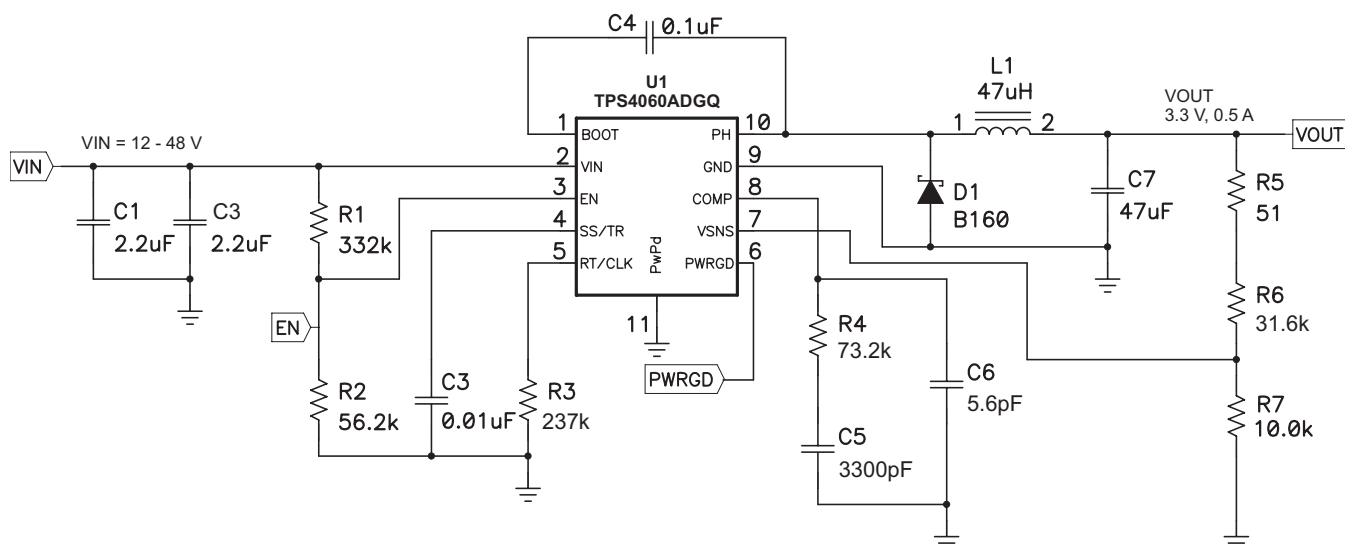 C4
0.1uF
U1
TPS4060ADGQ
L1
47uH
VOUT
3.3 V, 0.5 A
VIN = 12 - 48 V
VIN
1 BOOT PH 10
2 VIN GND 9
3 EN COMP 8
4 SS/TR VSNS 7
5 RT/CLK PWRGD 6
PwPd
11
1 2
VOUT
C1
2.2uF
C3
2.2uF
R1
332k
D1
B160
C7
47uF
R5
51
EN
R6
31.6k
R4
73.2k
PWRGD
R2
56.2k
C3
0.01uF
R3
237k
C6
5.6pF
R7
10.0k
C5
3300pF